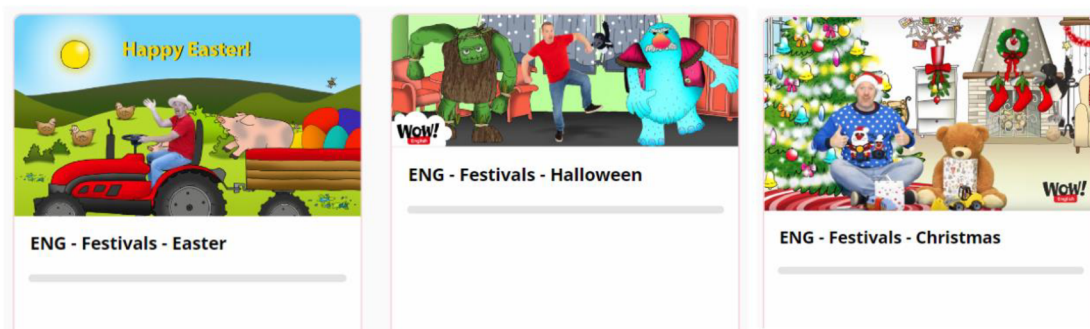 Happy Easter!
ENG - Festivals - Easter
WOW!
English
ENG - Festivals - Halloween
WOW!
English
ENG - Festivals - Christmas